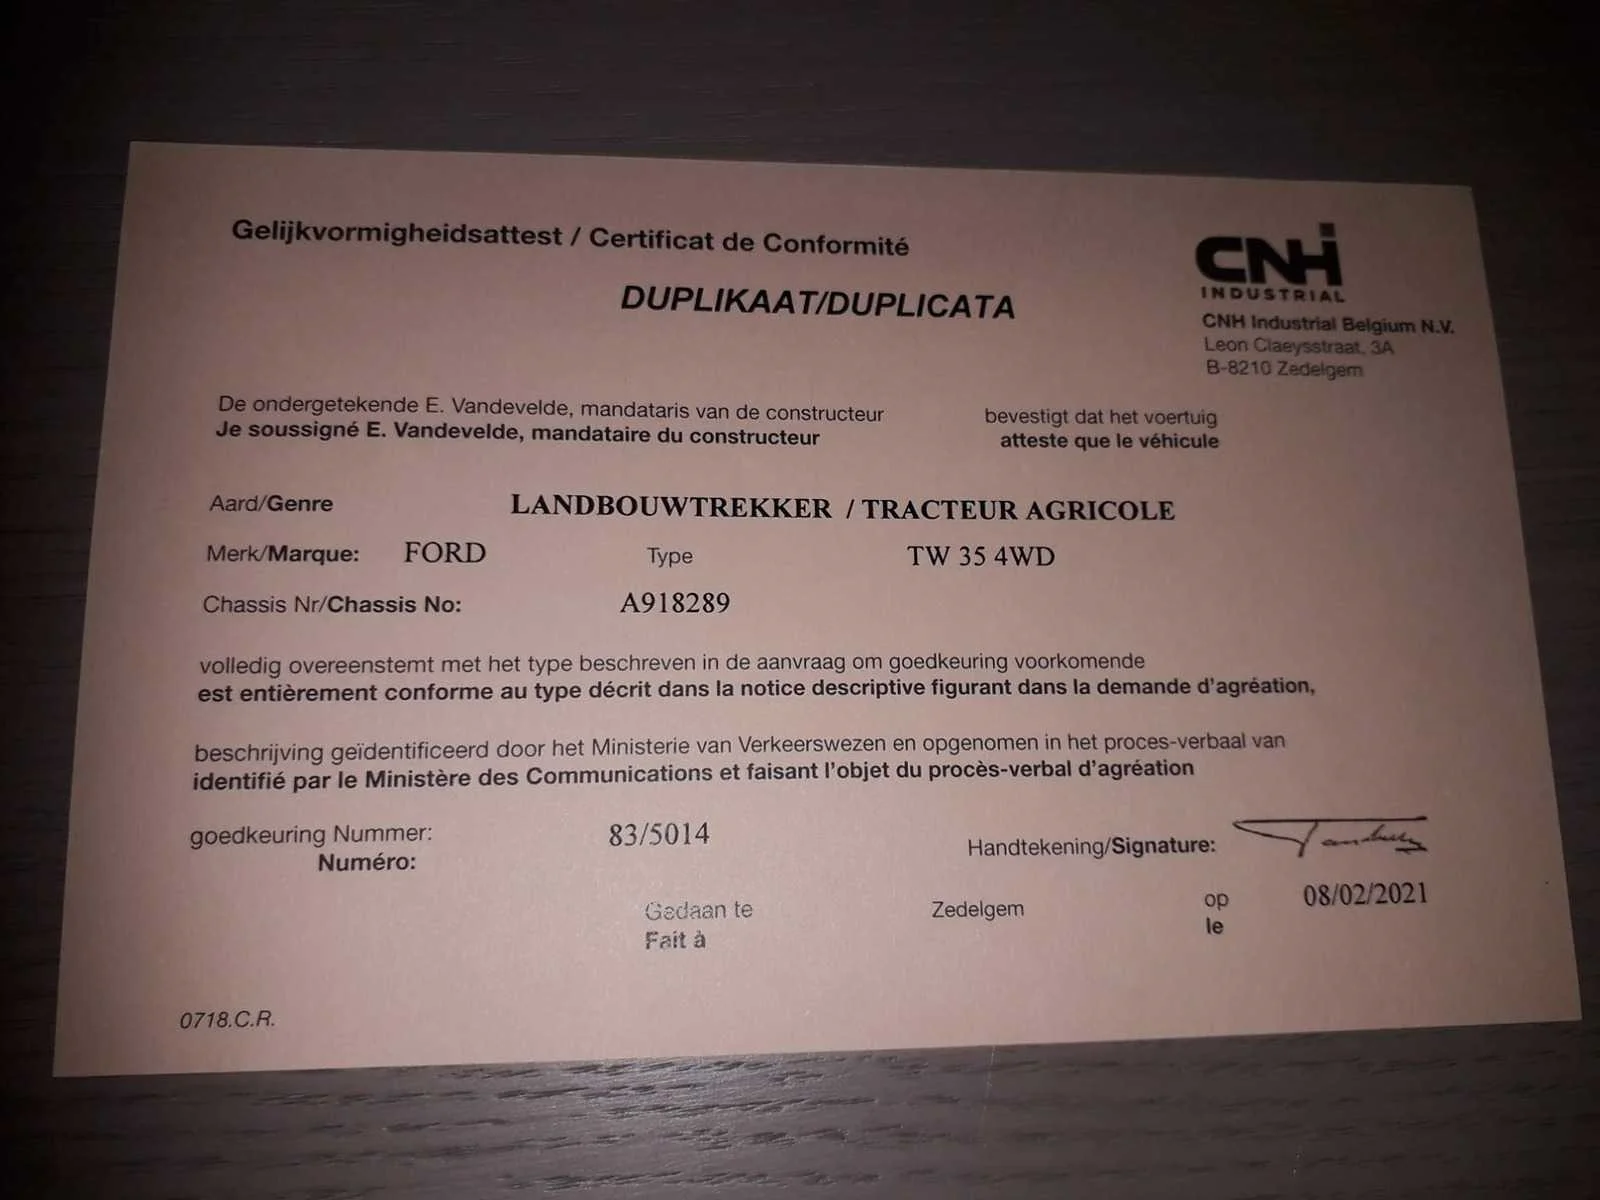 Gelijkvormigheidsattest / Certificat de Conformité
DUPLIKAAT/DUPLICATA
CNH
INDUSTRIAL
CNH Industrial Belgium N.V.
Leon Claeysstraat, 3A
B-8210 Zedelgem
De ondergetekende E. Vandevelde, mandataris van de constructeur bevestigt dat het voertuig
Je soussigné E. Vandevelde, mandataire du constructeur atteste que le véhicule
Aard/Genre LANDBOUWTREKKER / TRACTEUR AGRICOLE
Merk/Marque: FORD Type TW 35 4WD
Chassis Nr/Chassis No: A918289
volledig overeenstemt met het type beschreven in de aanvraag om goedkeuring voorkomende
est entièrement conforme au type décrit dans la notice descriptive figurant dans la demande d'agréation,
beschrijving geïdentificeerd door het Ministerie van Verkeerswezen en opgenomen in het proces-verbaal van
identifié par le Ministère des Communications et faisant l'objet du procès-verbal d'agréation
goedkeuring Nummer: 83/5014 Handtekening/Signature:
Numéro:
Gedaan te Zedelgem op 08/02/2021
Fait à le
0718.C.R.